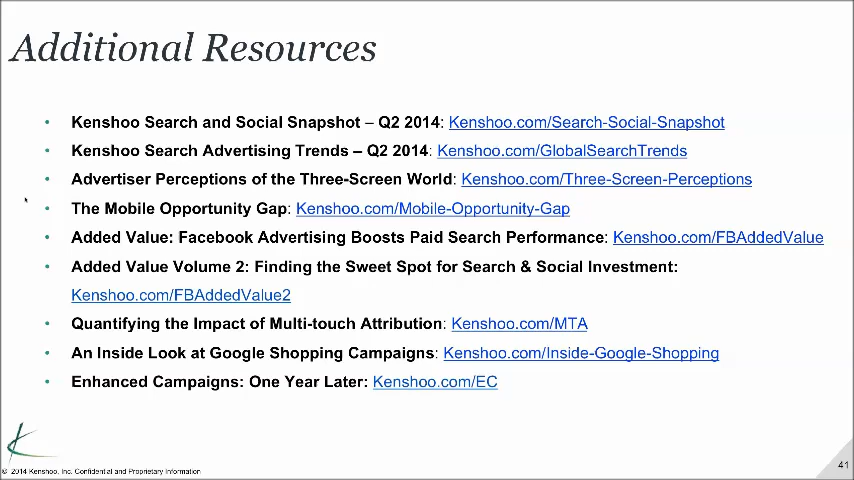 Additional Resources
• Kenshoo Search and Social Snapshot – Q2 2014: Kenshoo.com/Search-Social-Snapshot
• Kenshoo Search Advertising Trends – Q2 2014: Kenshoo.com/GlobalSearchTrends
• Advertiser Perceptions of the Three-Screen World: Kenshoo.com/Three-Screen-Perceptions
• The Mobile Opportunity Gap: Kenshoo.com/Mobile-Opportunity-Gap
• Added Value: Facebook Advertising Boosts Paid Search Performance: Kenshoo.com/FBAddedValue
• Added Value Volume 2: Finding the Sweet Spot for Search & Social Investment:
Kenshoo.com/FBAddedValue2
• Quantifying the Impact of Multi-touch Attribution: Kenshoo.com/MTA
• An Inside Look at Google Shopping Campaigns: Kenshoo.com/Inside-Google-Shopping
• Enhanced Campaigns: One Year Later: Kenshoo.com/EC
© 2014 Kenshoo, Inc. Confidential and Proprietary Information
41